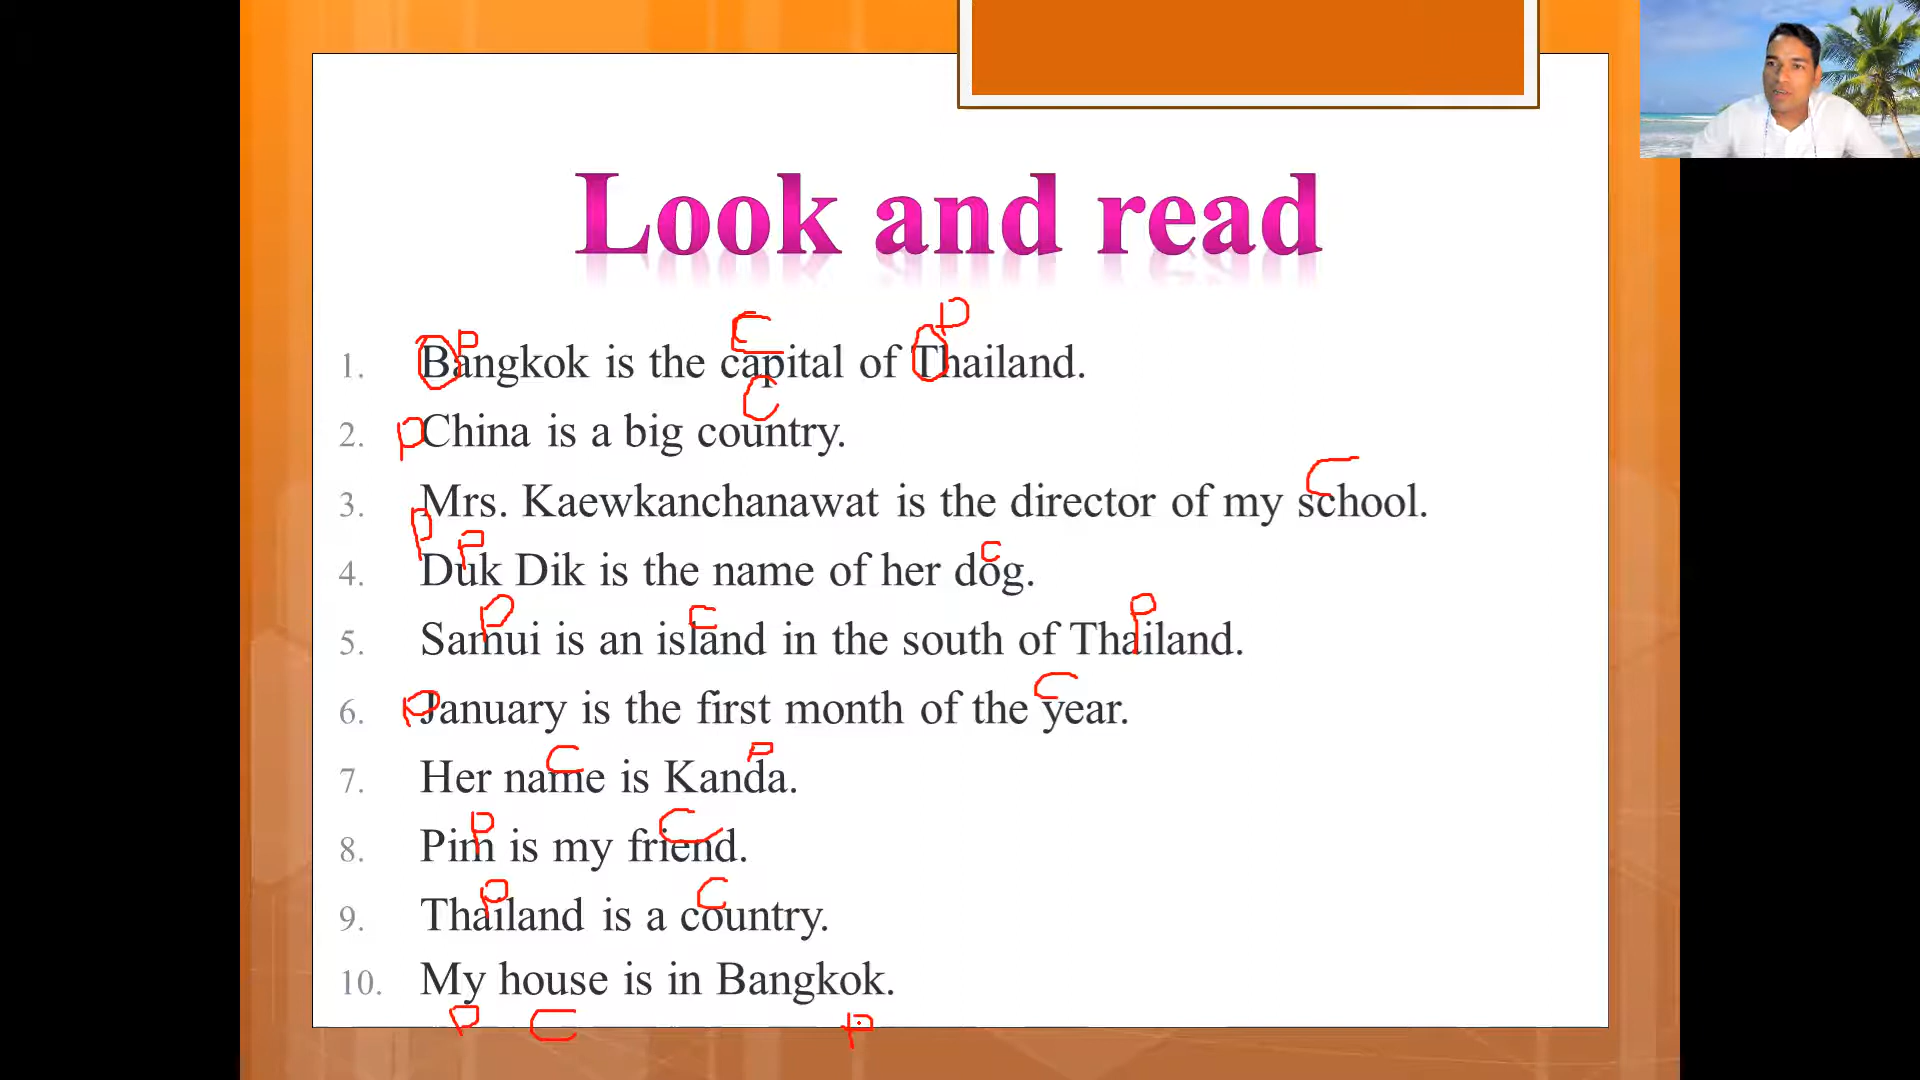 Look and read
P C P
1. Bangkok is the capital of Thailand.
C
2. P China is a big country.
C
3. Mrs. Kaewkanchanawat is the director of my school.
P P C
4. Duk Dik is the name of her dog.
P C P
5. Samui is an island in the south of Thailand.
C
6. P January is the first month of the year.
C P
7. Her name is Kanda.
P C
8. Pim is my friend.
P C
9. Thailand is a country.
10. My house is in Bangkok.
P C P